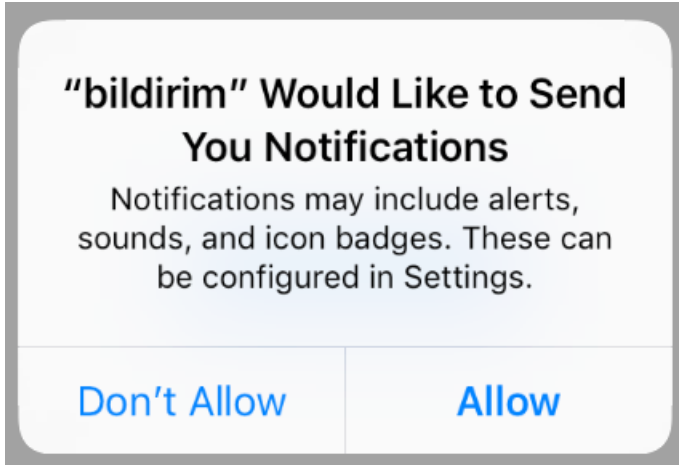 “bildirim” Would Like to Send
You Notifications
Notifications may include alerts,
sounds, and icon badges. These can
be configured in Settings.
Don’t Allow
Allow